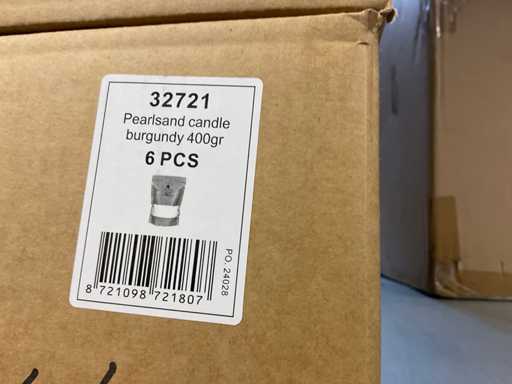 32721
Pearlsand candle
burgundy 400gr
6 PCS
8 721098 721807
PO. 24028